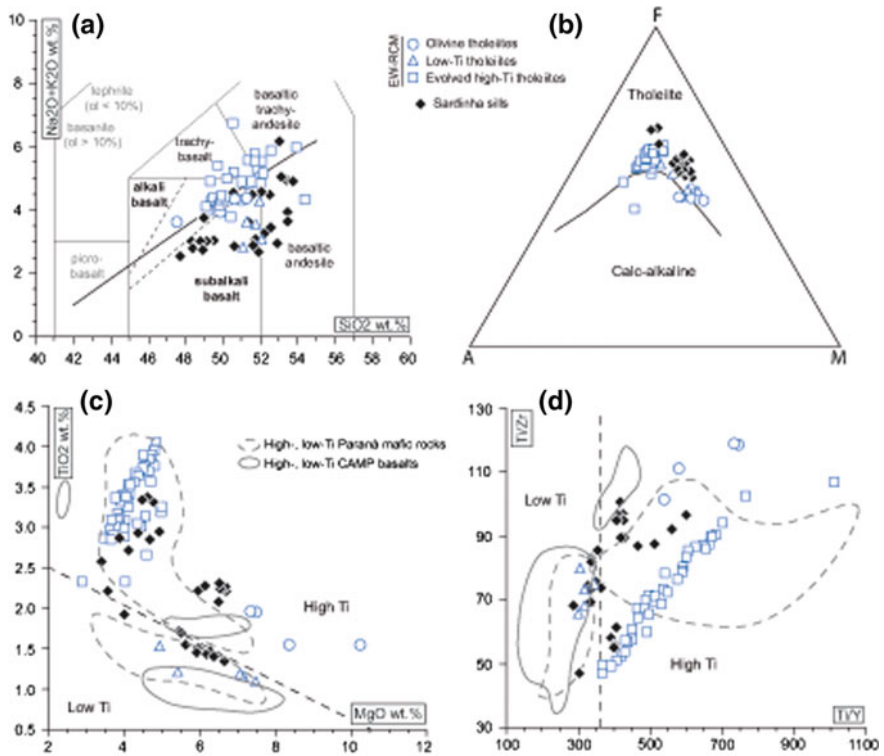 (a)
Na2O+K2O wt. %
10
8
6
4
2
0
tephrite
(ol < 10%)
basanite
(ol > 10%)
picro-
basalt
alkali
basalt
trachy-
basalt
basaltic
trachy-
andesite
subalkali
basalt
basaltic
andesite
SiO2 wt.%
40 42 44 46 48 50 52 54 56 58 60
EW-RCM
Olivine tholeiites
Low-Ti tholeiites
Evolved high-Ti tholeiites
Sardinha sills
(b)
F
Tholeiite
Calc-alkaline
A
M
(c)
TiO2 wt.%
4.5
4.0
3.5
3.0
2.5
2.0
1.5
1.0
0.5
High-, low-Ti Paraná mafic rocks
High-, low-Ti CAMP basalts
High Ti
Low Ti
MgO wt.%
2 4 6 8 10 12
(d)
Ti/Zr
130
110
90
70
50
30
Low Ti
High Ti
Ti/Y
100 300 500 700 900 1100